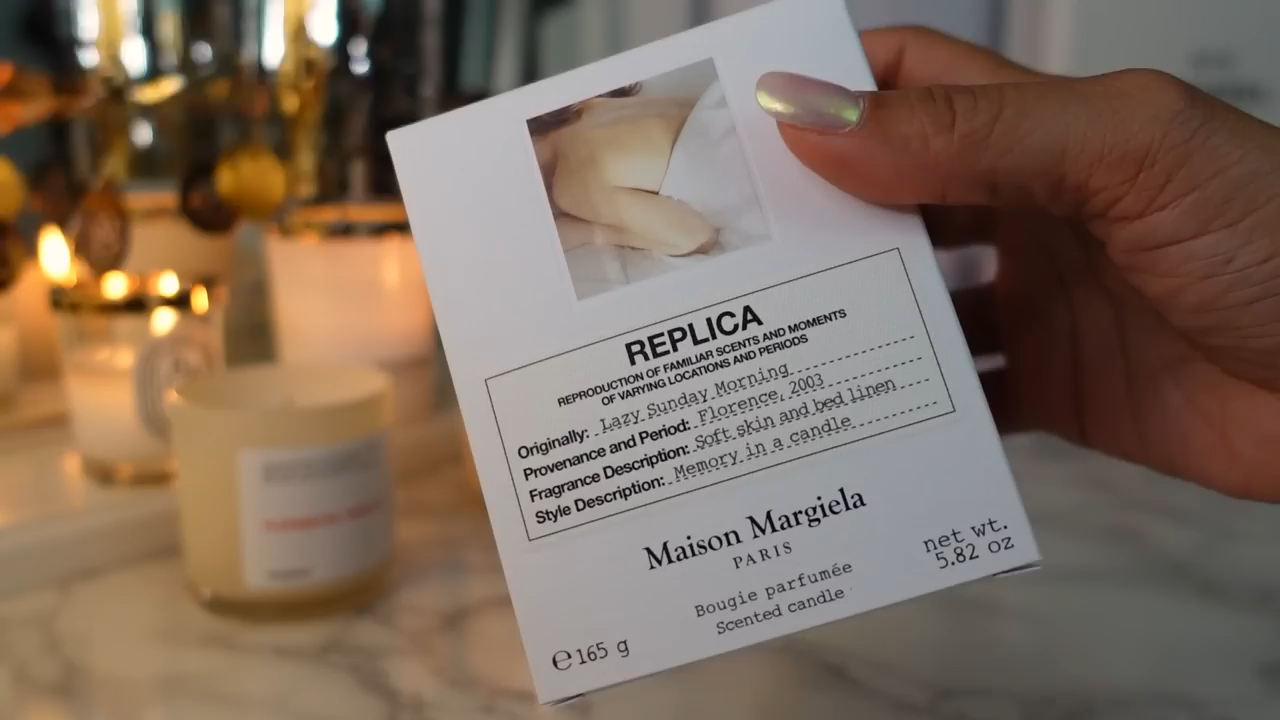 REPLICA
REPRODUCTION OF FAMILIAR SCENTS AND MOMENTS
OF VARYING LOCATIONS AND PERIODS
Originally: Lazy Sunday Morning
Provenance and Period: Florence, 2003
Fragrance Description: Soft skin and bed linen
Style Description: Memory in a candle
Maison Margiela
PARIS
Bougie parfumée
Scented candle
net wt.
5.82 oz
℮165 g